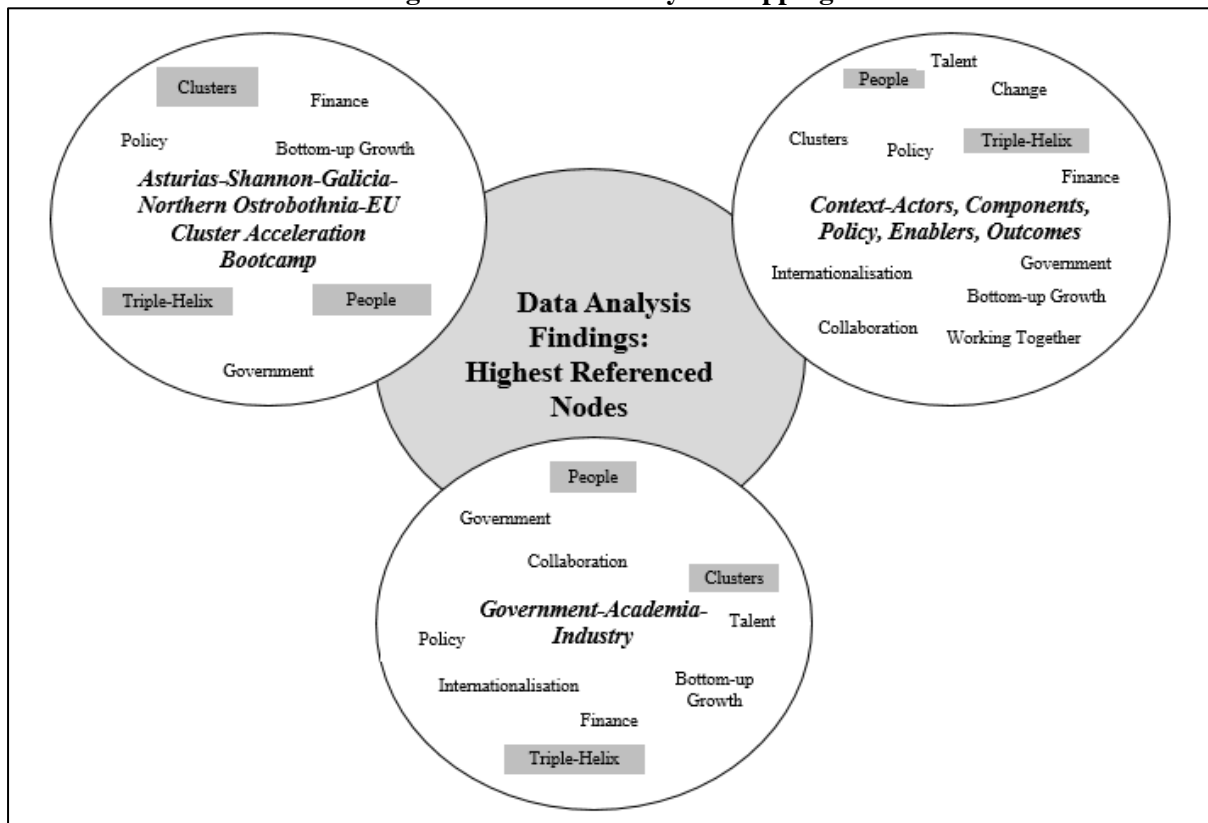 Clusters
Finance
Policy
Bottom-up Growth
Asturias-Shannon-Galicia-
Northern Ostrobothnia-EU
Cluster Acceleration
Bootcamp
Triple-Helix
People
Government
Talent
People
Change
Clusters
Policy
Triple-Helix
Finance
Context-Actors, Components,
Policy, Enablers, Outcomes
Government
Internationalisation
Bottom-up Growth
Collaboration
Working Together
Data Analysis
Findings:
Highest Referenced
Nodes
People
Government
Collaboration
Clusters
Government-Academia-
Industry
Talent
Policy
Internationalisation
Bottom-up
Growth
Finance
Triple-Helix